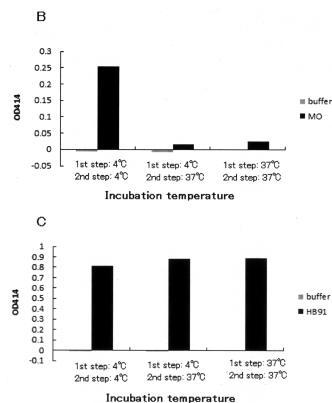 B
OD414
0.3
0.25
0.2
0.15
0.1
0.05
0
-0.05
buffer
MO
1st step: 4℃ 1st step: 4℃ 1st step: 37℃
2nd step: 4℃ 2nd step: 37℃ 2nd step: 37℃
Incubation temperature
C
OD414
1
0.9
0.8
0.7
0.6
0.5
0.4
0.3
0.2
0.1
0
-0.1
buffer
HB91
1st step: 4℃ 1st step: 4℃ 1st step: 37℃
2nd step: 4℃ 2nd step: 37℃ 2nd step: 37℃
Incubation temperature